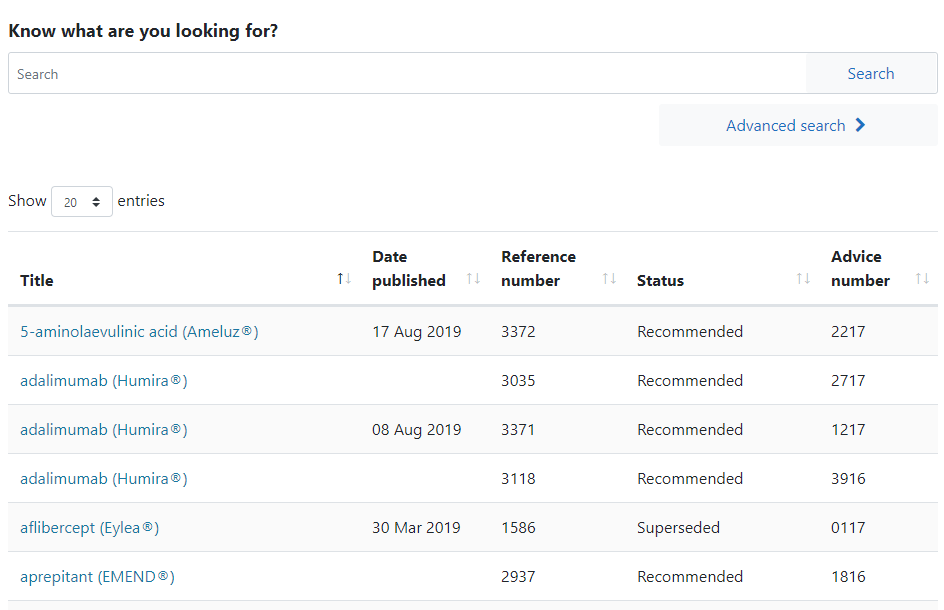 Know what are you looking for?
Search Search
Advanced search
Show 20 entries
Title Date published Reference number Status Advice number
5-aminolaevulinic acid (Ameluz®) 17 Aug 2019 3372 Recommended 2217
adalimumab (Humira®) 3035 Recommended 2717
adalimumab (Humira®) 08 Aug 2019 3371 Recommended 1217
adalimumab (Humira®) 3118 Recommended 3916
aflibercept (Eylea®) 30 Mar 2019 1586 Superseded 0117
aprepitant (EMEND®) 2937 Recommended 1816